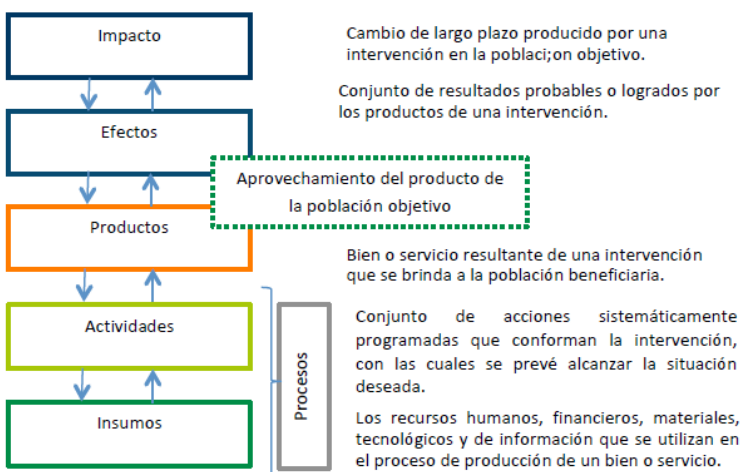 Impacto
Cambio de largo plazo producido por una
intervención en la poblaci;on objetivo.
Conjunto de resultados probables o logrados por
los productos de una intervención.
Efectos
Aprovechamiento del producto de
la población objetivo
Productos
Bien o servicio resultante de una intervención
que se brinda a la población beneficiaria.
Actividades
Conjunto de acciones sistemáticamente
programadas que conforman la intervención,
con las cuales se prevé alcanzar la situación
deseada.
Procesos
Insumos
Los recursos humanos, financieros, materiales,
tecnológicos y de información que se utilizan en
el proceso de producción de un bien o servicio.